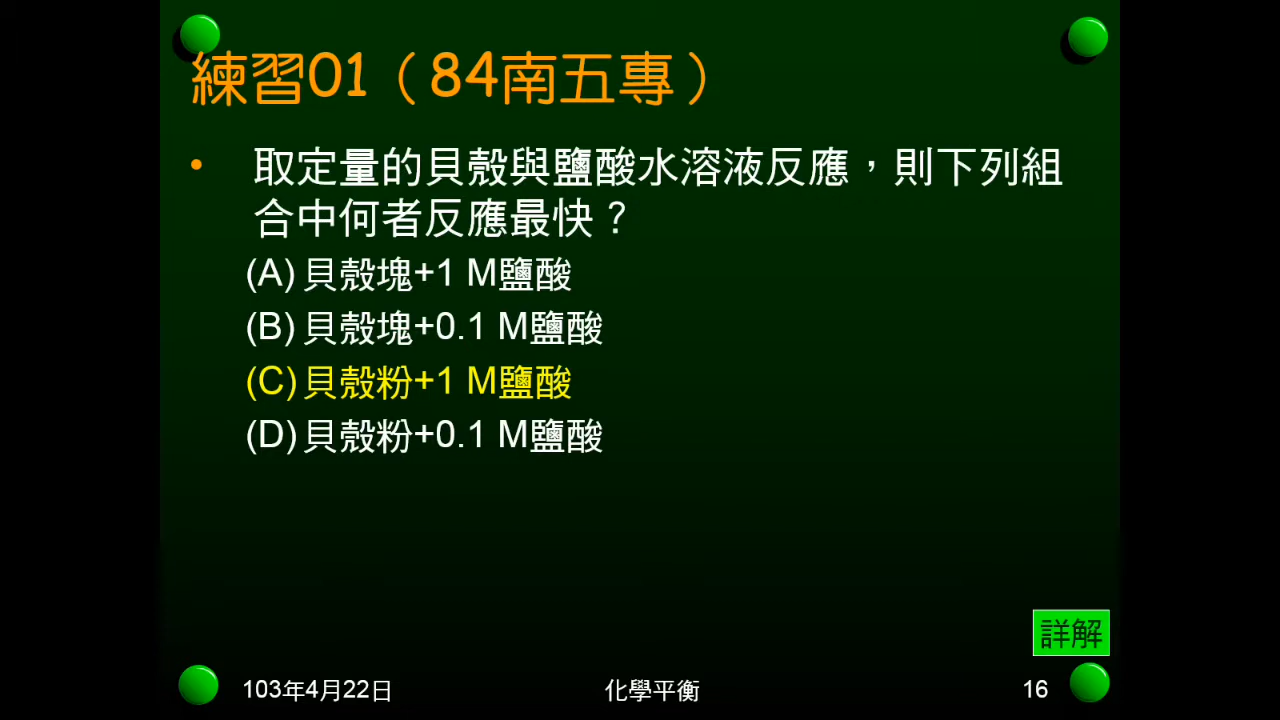 練習01（84南五專）
• 取定量的貝殼與鹽酸水溶液反應，則下列組
合中何者反應最快？
(A) 貝殼塊+1 M鹽酸
(B) 貝殼塊+0.1 M鹽酸
(C) 貝殼粉+1 M鹽酸
(D) 貝殼粉+0.1 M鹽酸
詳解
103年4月22日
化學平衡
16